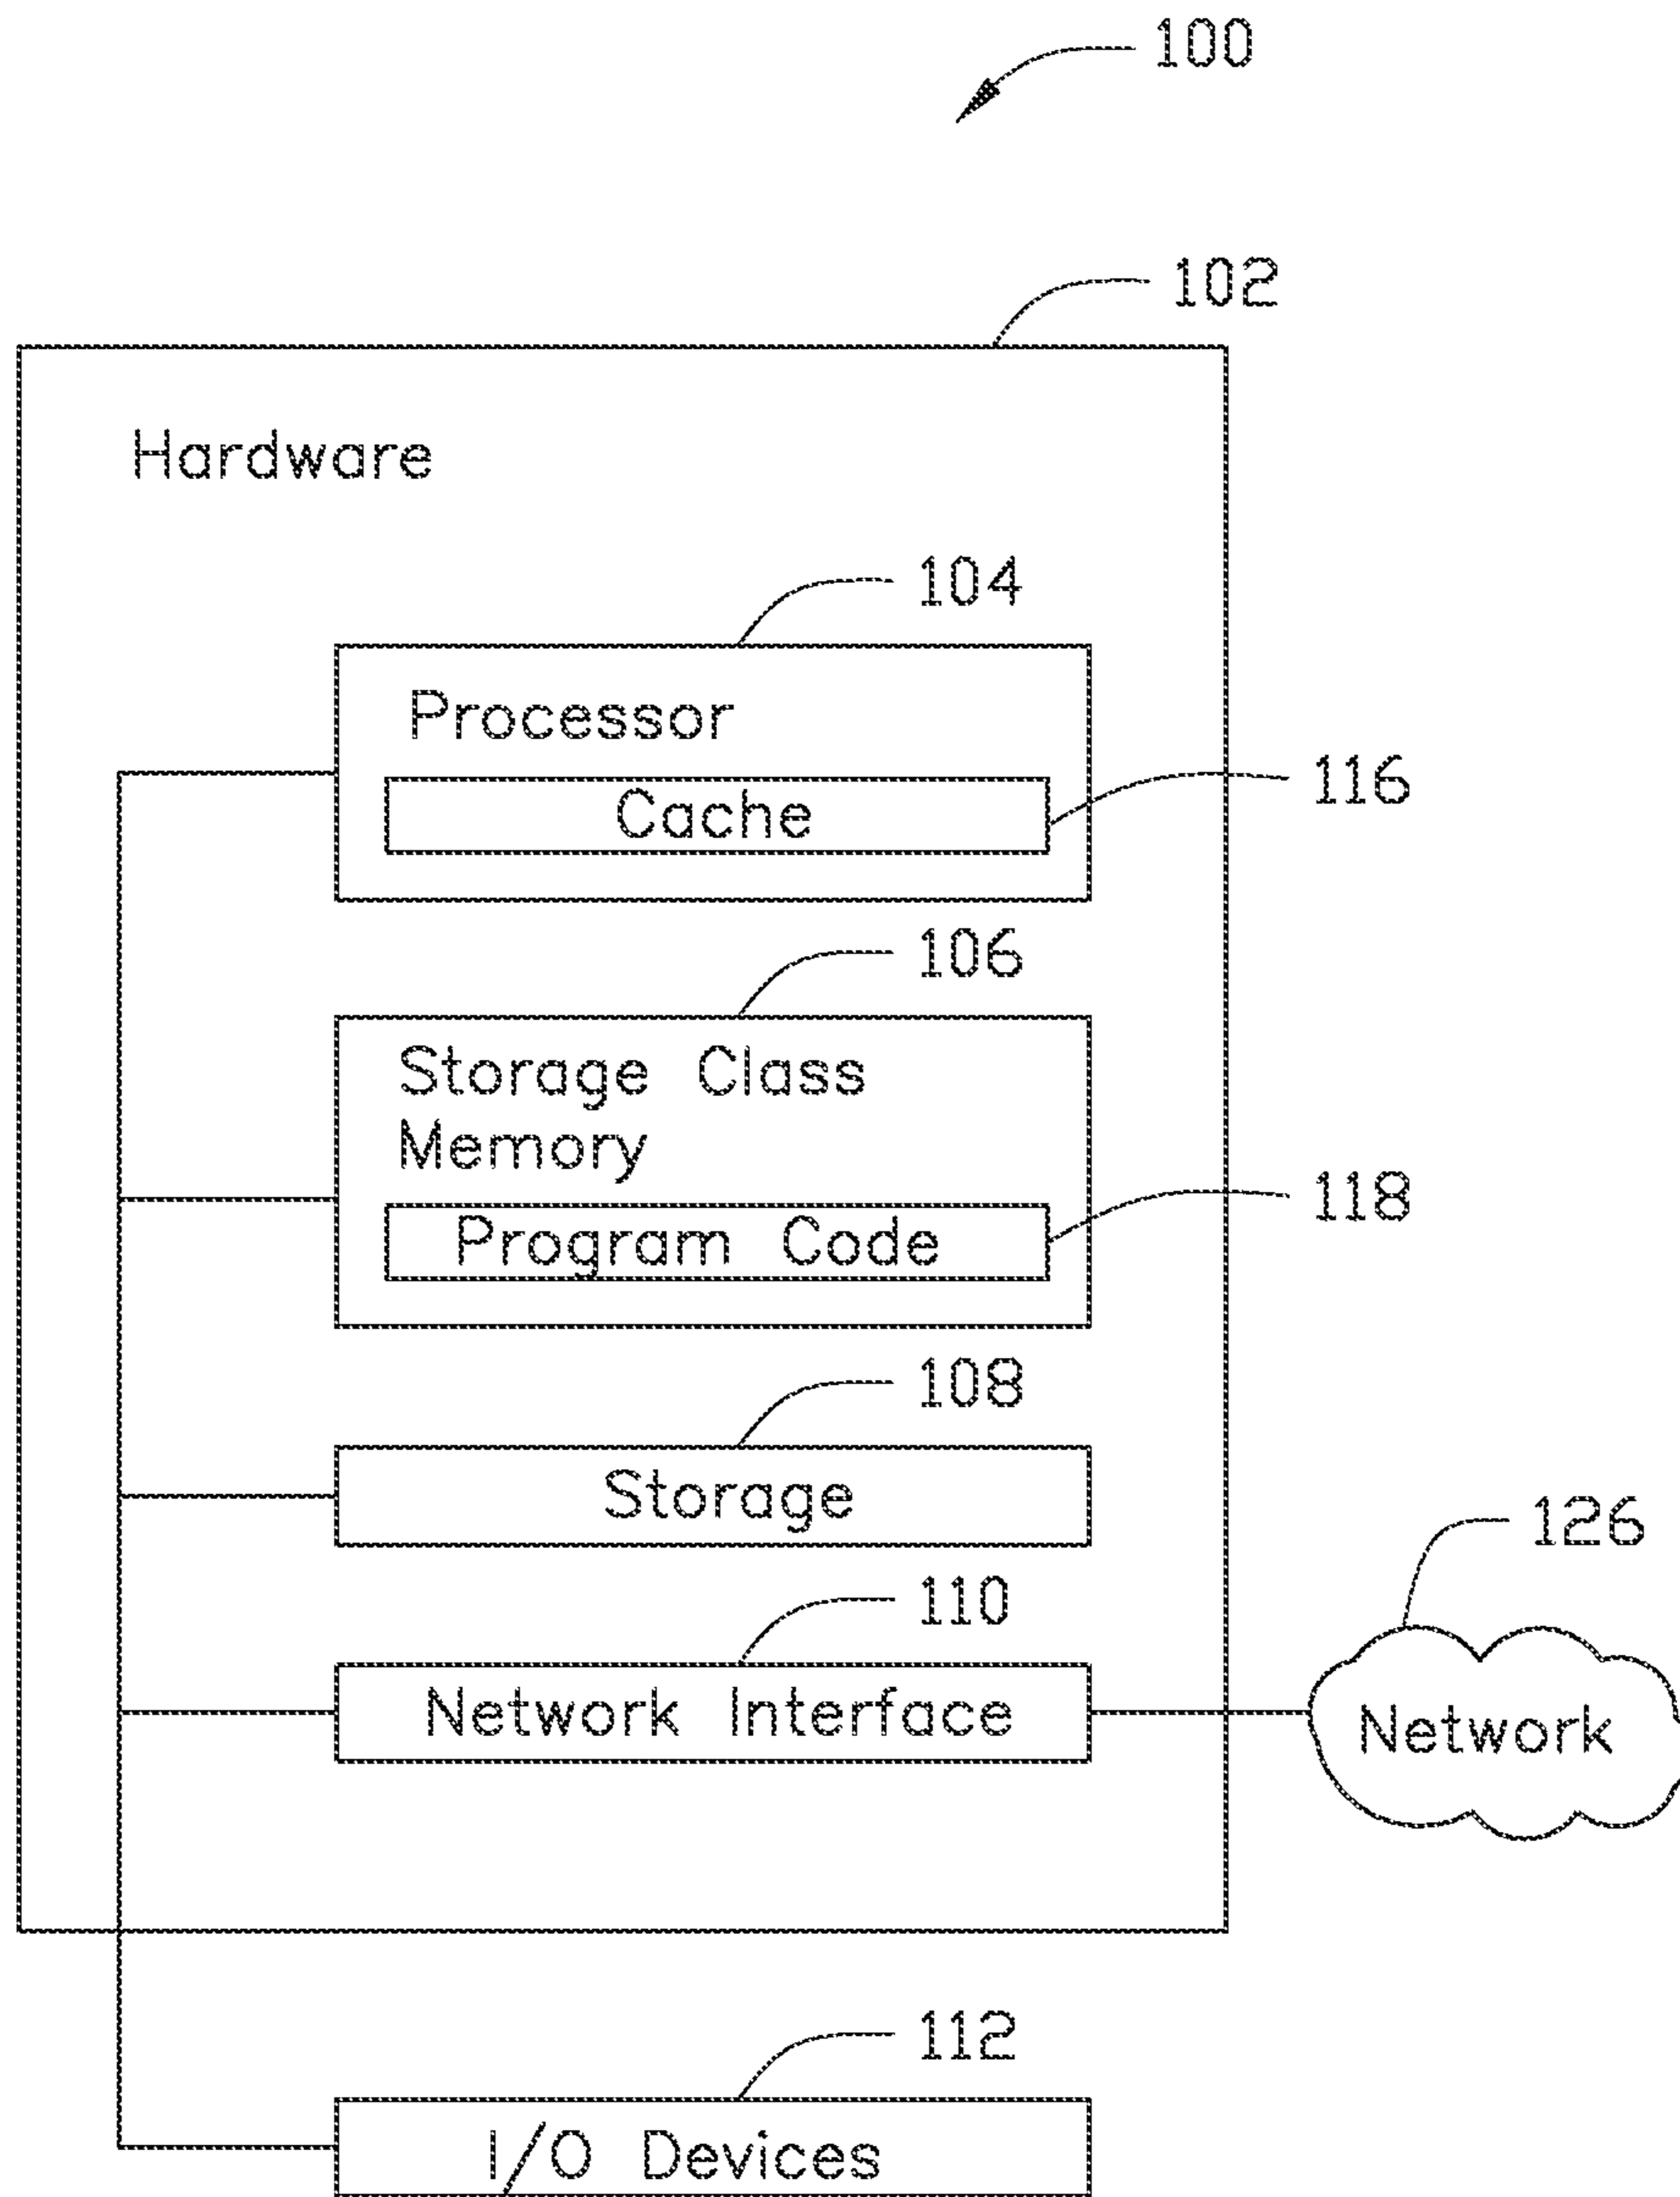 100
102
Hardware
104
Processor
Cache
116
106
Storage Class
Memory
Program Code
118
108
Storage
126
110
Network Interface
Network
112
I/O Devices